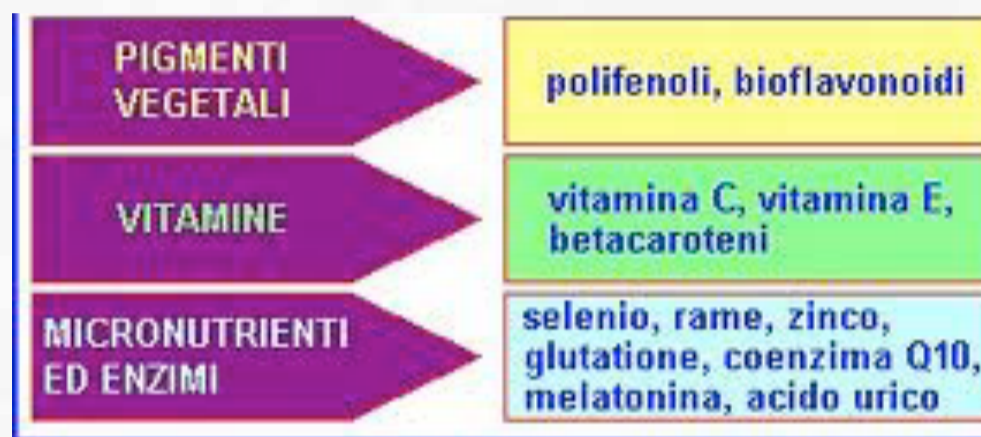 PIGMENTI
VEGETALI
polifenoli, bioflavonoidi
VITAMINE
vitamina C, vitamina E,
betacaroteni
MICRONUTRIENTI
ED ENZIMI
selenio, rame, zinco,
glutatione, coenzima Q10,
melatonina, acido urico